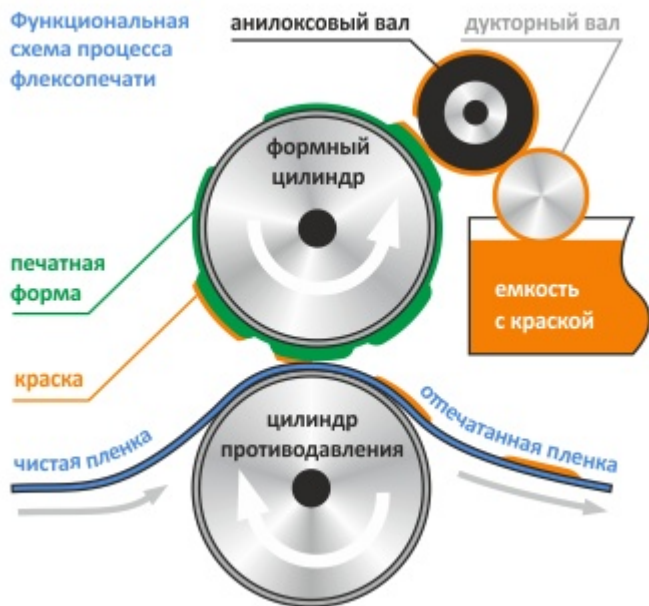 Функциональная
схема процесса
флексопечати
анилоксовый вал
дукторный вал
формный
цилиндр
печатная
форма
емкость
с краской
краска
чистая пленка
цилиндр
противодавления
отпечатанная пленка